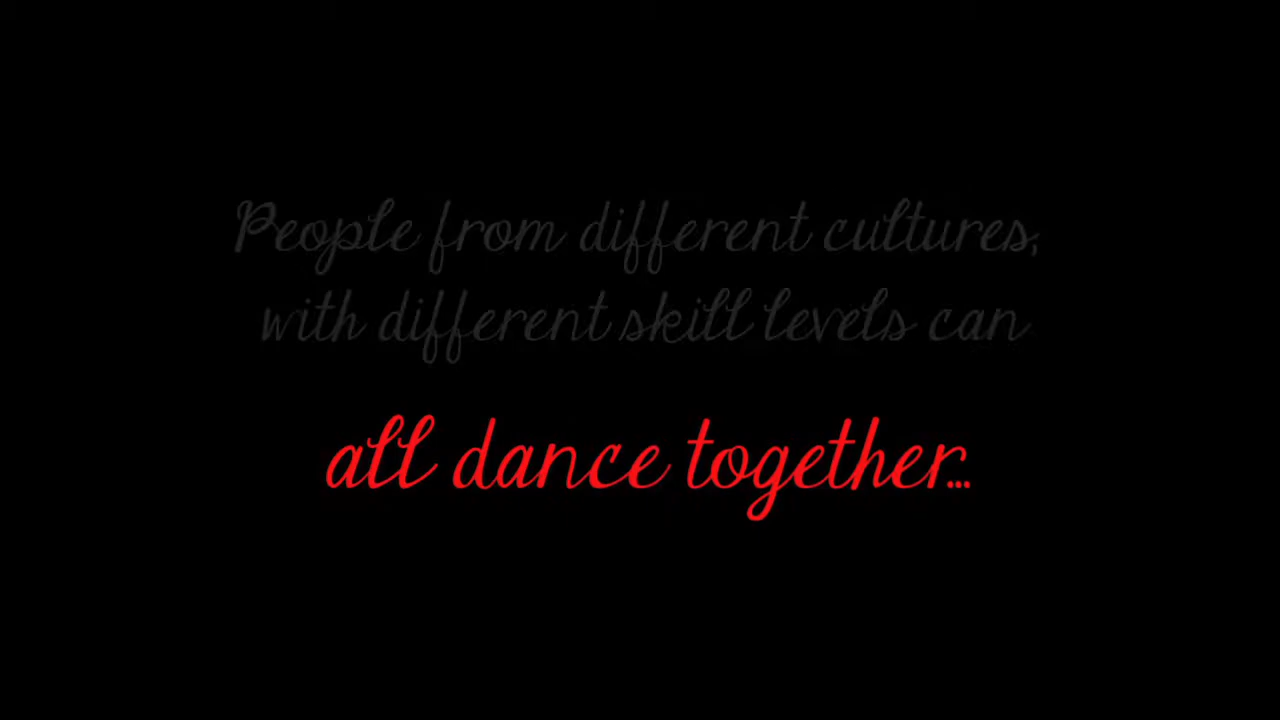 People from different cultures,
with different skill levels can
all dance together...